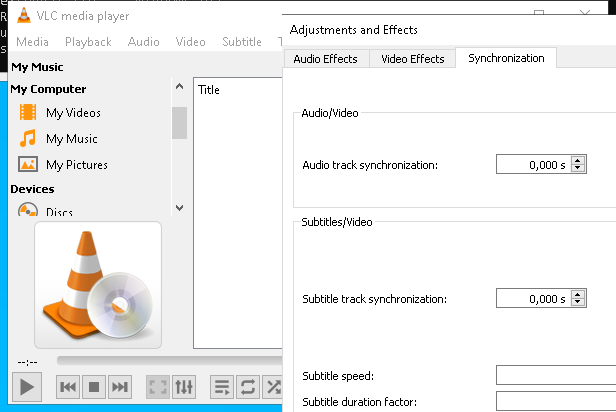 VLC media player
Media Playback Audio Video Subtitle
My Music
My Computer
My Videos
My Music
My Pictures
Devices
Discs
Title
--:--
Adjustments and Effects
Audio Effects Video Effects Synchronization
Audio/Video
Audio track synchronization: 0,000 s
Subtitles/Video
Subtitle track synchronization: 0,000 s
Subtitle speed:
Subtitle duration factor: